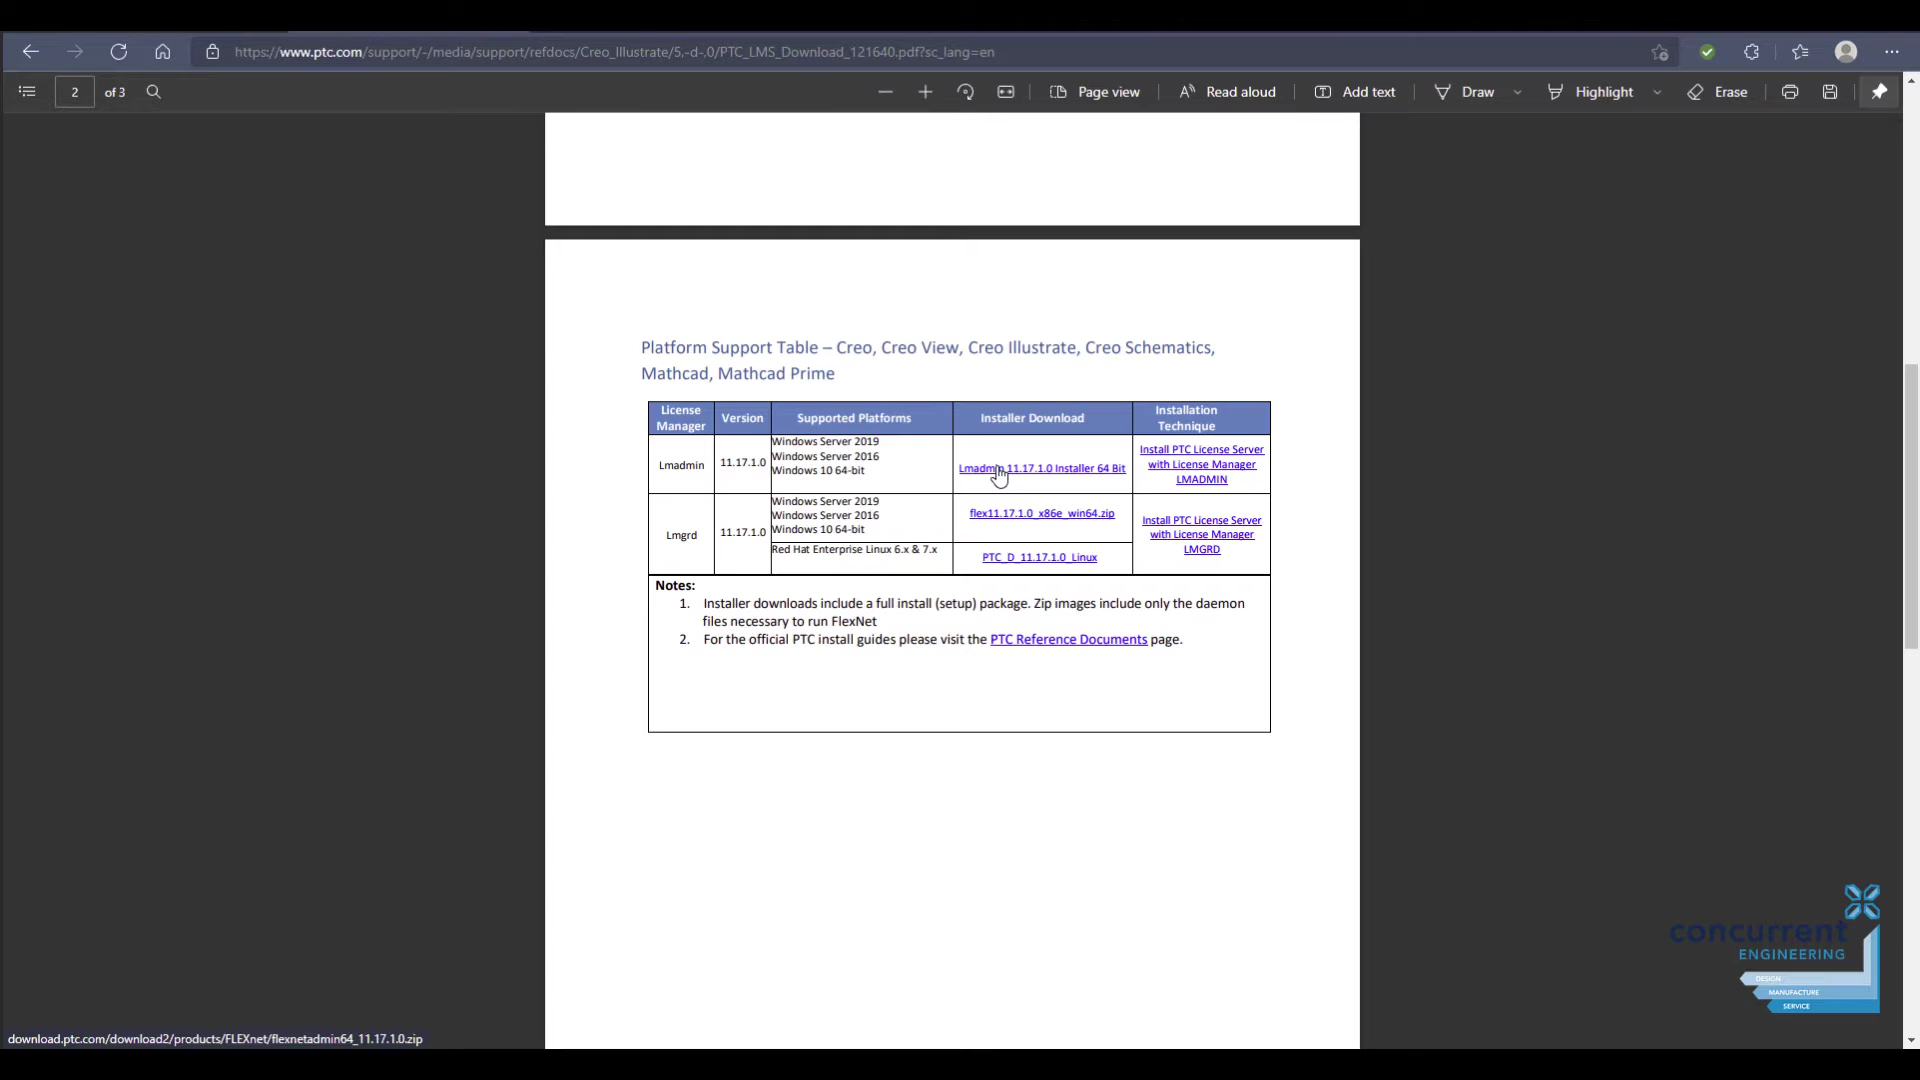 https://www.ptc.com/support/-/media/support/refdocs/Creo_Illustrate/5,-d-,0/PTC_LMS_Download_121640.pdf?sc_lang=en
2 of 3 Page view Read aloud Add text Draw Highlight Erase
Platform Support Table – Creo, Creo View, Creo Illustrate, Creo Schematics,
Mathcad, Mathcad Prime
License Manager Version Supported Platforms Installer Download Installation Technique
Lmadmin 11.17.1.0
Windows Server 2019
Windows Server 2016
Windows 10 64-bit
Lmadmin 11.17.1.0 Installer 64 Bit
Install PTC License Server
with License Manager
LMADMIN
Lmgrd 11.17.1.0
Windows Server 2019
Windows Server 2016
Windows 10 64-bit
flex11.17.1.0_x86e_win64.zip
Red Hat Enterprise Linux 6.x & 7.x
PTC_D_11.17.1.0_Linux
Install PTC License Server
with License Manager
LMGRD
Notes:
1. Installer downloads include a full install (setup) package. Zip images include only the daemon
files necessary to run FlexNet
2. For the official PTC install guides please visit the PTC Reference Documents page.
concurrent
ENGINEERING
DESIGN
MANUFACTURE
SERVICE
download.ptc.com/download2/products/FLEXnet/flexnetadmin64_11.17.1.0.zip